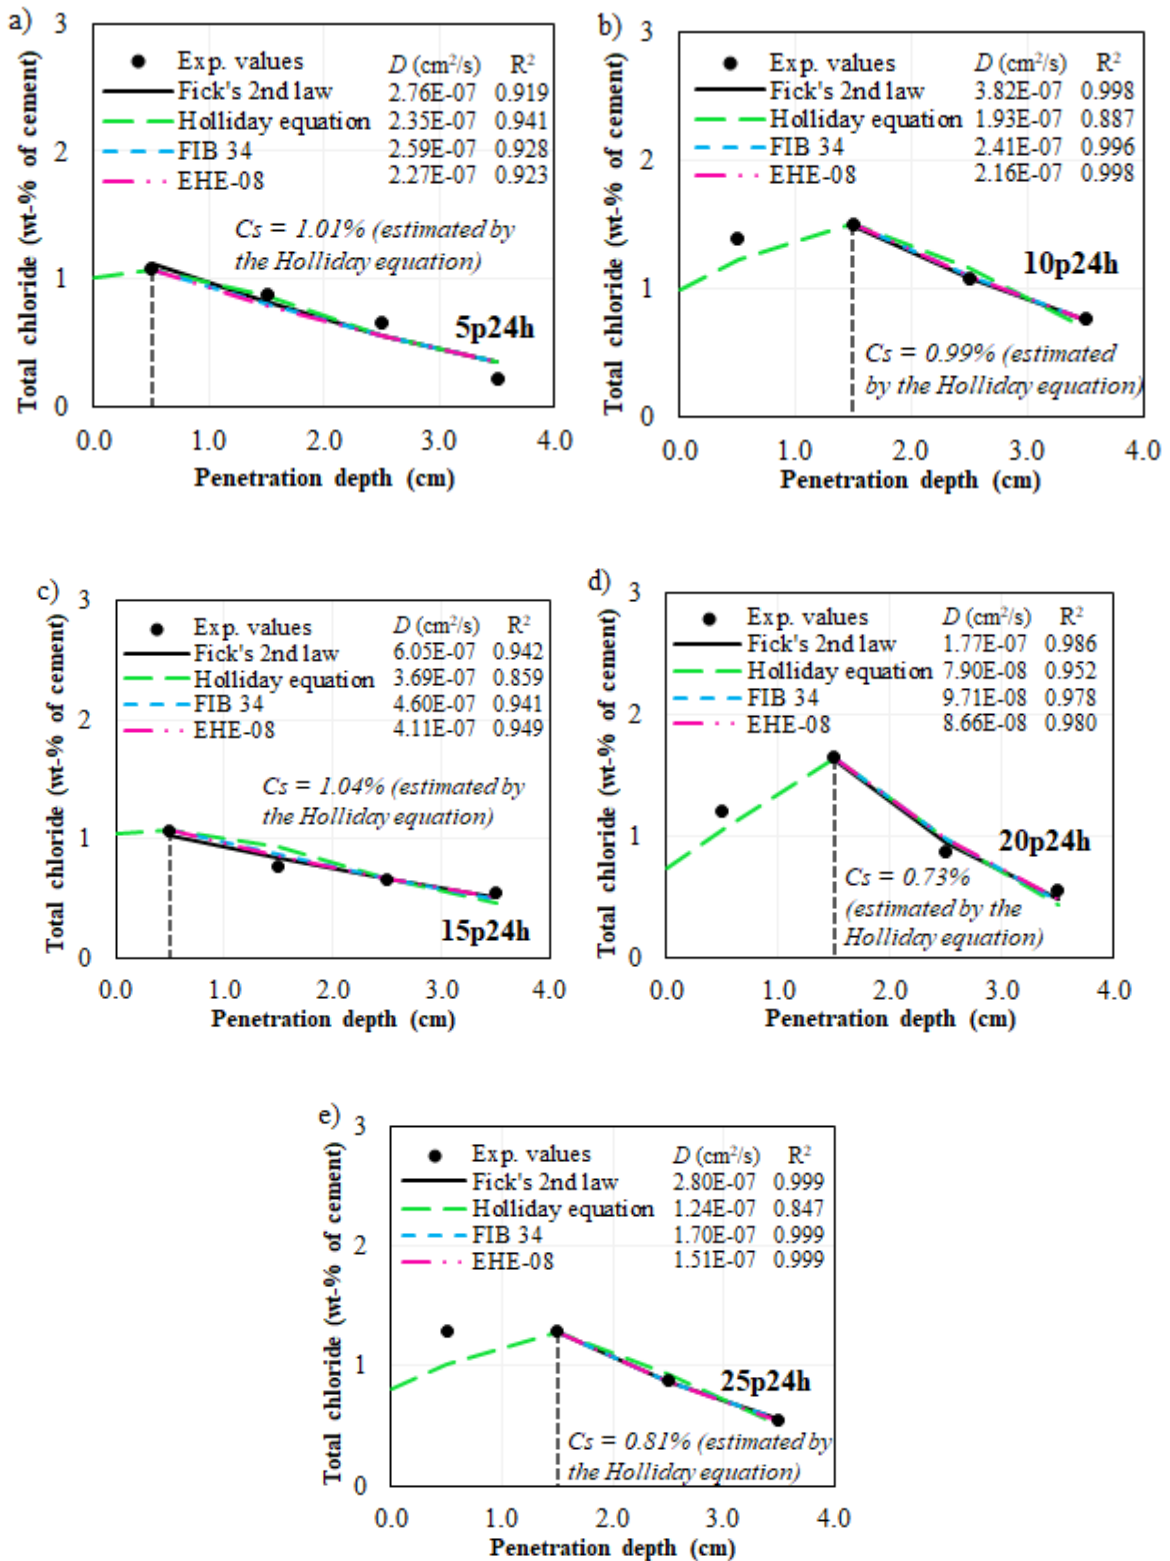 a)
Total chloride (wt-% of cement)
3
2
1
0
Exp. values D (cm²/s) R²
Fick's 2nd law 2.76E-07 0.919
Holliday equation 2.35E-07 0.941
FIB 34 2.59E-07 0.928
EHE-08 2.27E-07 0.923
Cs = 1.01% (estimated by
the Holliday equation)
5p24h
0.0 1.0 2.0 3.0 4.0
Penetration depth (cm)
b)
Total chloride (wt-% of cement)
3
2
1
0
Exp. values D (cm²/s) R²
Fick's 2nd law 3.82E-07 0.998
Holliday equation 1.93E-07 0.887
FIB 34 2.41E-07 0.996
EHE-08 2.16E-07 0.998
10p24h
Cs = 0.99% (estimated
by the Holliday equation)
0.0 1.0 2.0 3.0 4.0
Penetration depth (cm)
c)
Total chloride (wt-% of cement)
3
2
1
0
Exp. values D (cm²/s) R²
Fick's 2nd law 6.05E-07 0.942
Holliday equation 3.69E-07 0.859
FIB 34 4.60E-07 0.941
EHE-08 4.11E-07 0.949
Cs = 1.04% (estimated by
the Holliday equation)
15p24h
0.0 1.0 2.0 3.0 4.0
Penetration depth (cm)
d)
Total chloride (wt-% of cement)
3
2
1
0
Exp. values D (cm²/s) R²
Fick's 2nd law 1.77E-07 0.986
Holliday equation 7.90E-08 0.952
FIB 34 9.71E-08 0.978
EHE-08 8.66E-08 0.980
20p24h
Cs = 0.73%
(estimated by the
Holliday equation)
0.0 1.0 2.0 3.0 4.0
Penetration depth (cm)
e)
Total chloride (wt-% of cement)
3
2
1
0
Exp. values D (cm²/s) R²
Fick's 2nd law 2.80E-07 0.999
Holliday equation 1.24E-07 0.847
FIB 34 1.70E-07 0.999
EHE-08 1.51E-07 0.999
25p24h
Cs = 0.81% (estimated by
the Holliday equation)
0.0 1.0 2.0 3.0 4.0
Penetration depth (cm)